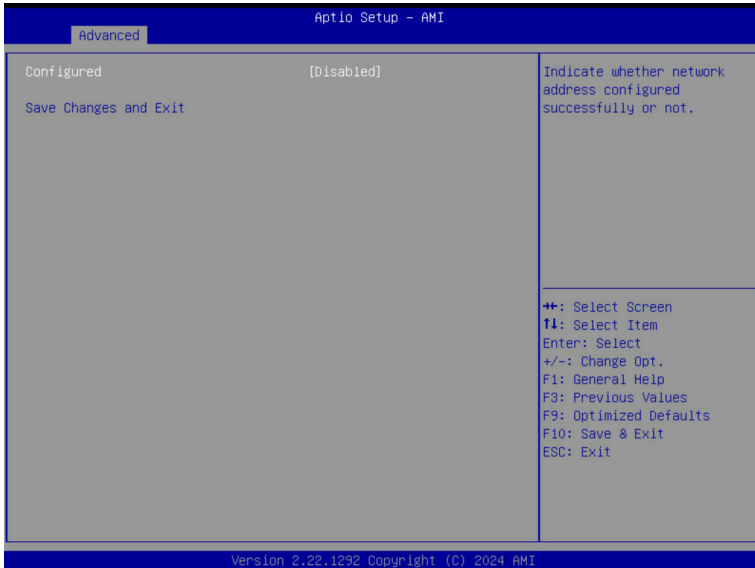 Aptio Setup – AMI
Advanced
Configured [Disabled]
Save Changes and Exit
Indicate whether network
address configured
successfully or not.
→←: Select Screen
↑↓: Select Item
Enter: Select
+/-: Change Opt.
F1: General Help
F3: Previous Values
F9: Optimized Defaults
F10: Save & Exit
ESC: Exit
Version 2.22.1292 Copyright (C) 2024 AMI